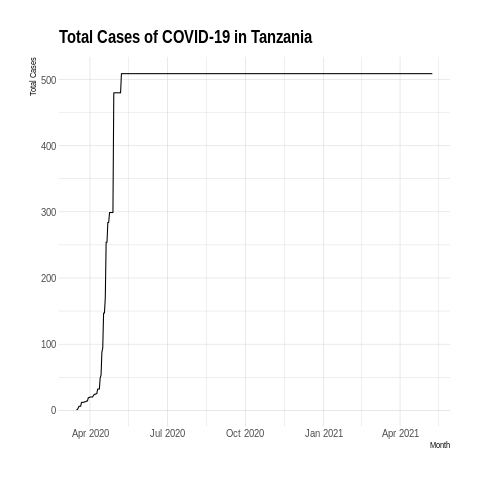 Total Cases of COVID-19 in Tanzania
Total Cases
500
400
300
200
100
0
Apr 2020
Jul 2020
Oct 2020
Jan 2021
Apr 2021
Month